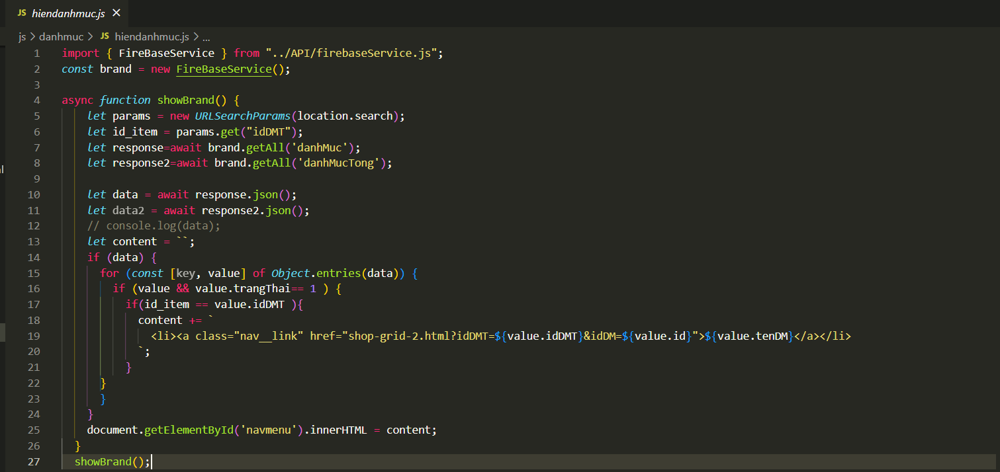 JS hiendanhmuc.js ×
js > danhmuc > JS hiendanhmuc.js > ...
1 import { FireBaseService } from "../API/firebaseService.js";
2 const brand = new FireBaseService();
3
4 async function showBrand() {
5 let params = new URLSearchParams(location.search);
6 let id_item = params.get("idDMT");
7 let response=await brand.getAll('danhMuc');
8 let response2=await brand.getAll('danhMucTong');
9
10 let data = await response.json();
11 let data2 = await response2.json();
12 // console.log(data);
13 let content = ``;
14 if (data) {
15 for (const [key, value] of Object.entries(data)) {
16 if (value && value.trangThai== 1 ) {
17 if(id_item == value.idDMT ){
18 content += `
19 <li><a class="nav__link" href="shop-grid-2.html?idDMT=${value.idDMT}&idDM=${value.id}">${value.tenDM}</a></li>
20 `;
21 }
22 }
23 }
24 }
25 document.getElementById('navmenu').innerHTML = content;
26 }
27 showBrand();